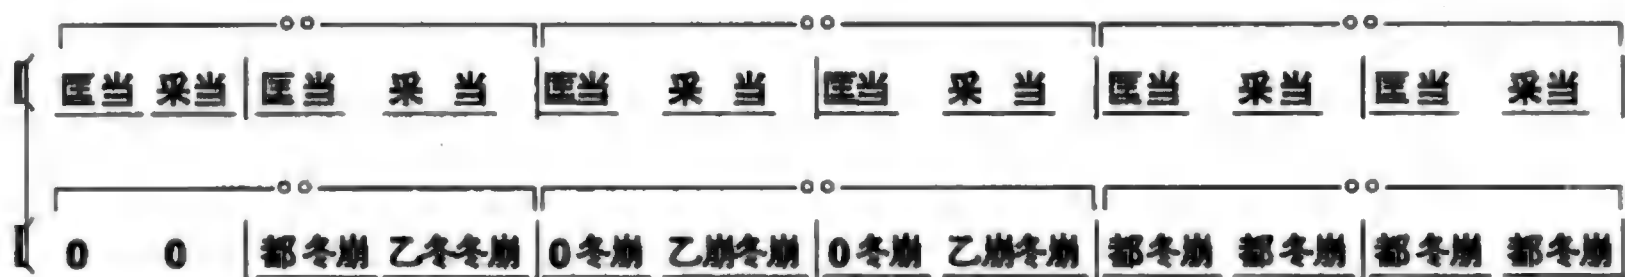 匡当 采当 | 匡当 采 当 | 匡当 采 当 | 匡当 采 当 | 匡当 采当 | 匡当 采当
0 0 | 都冬崩 乙冬冬崩 | 0冬崩 乙崩冬崩 | 0冬崩 乙崩冬崩 | 都冬崩 都冬崩 | 都冬崩 都冬崩